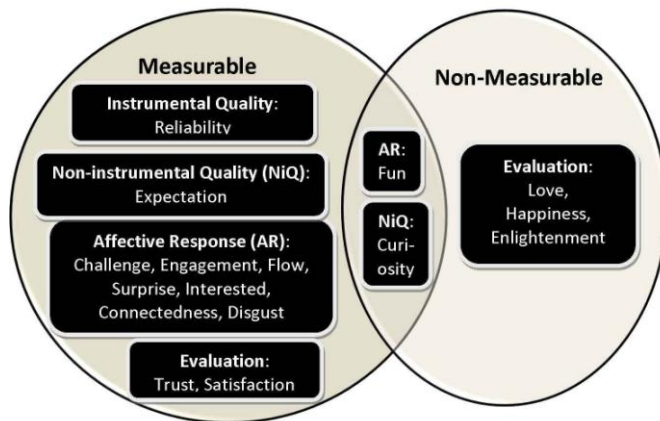 Measurable
Instrumental Quality:
Reliability
Non-instrumental Quality (NiQ):
Expectation
Affective Response (AR):
Challenge, Engagement, Flow,
Surprise, Interested,
Connectedness, Disgust
Evaluation:
Trust, Satisfaction
AR:
Fun
NiQ:
Curi-
osity
Non-Measurable
Evaluation:
Love,
Happiness,
Enlightenment